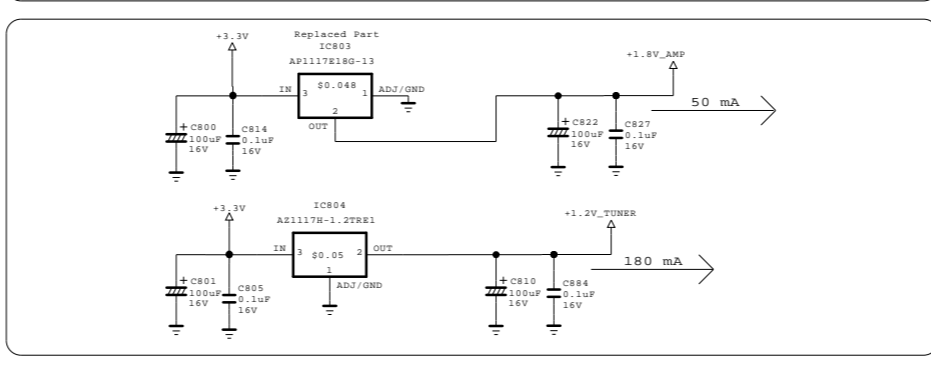 Replaced Part
+3.3V
IC803
AP1117E18G-13
+1.8V_AMP
IN
3
$0.048
1
ADJ/GND
2
OUT
50 mA
+
C800
100uF
16V
C814
0.1uF
16V
+
C822
100uF
16V
C827
0.1uF
16V
+3.3V
IC804
AZ1117H-1.2TRE1
+1.2V_TUNER
IN
3
$0.05
2
OUT
1
ADJ/GND
180 mA
+
C801
100uF
16V
C805
0.1uF
16V
+
C810
100uF
16V
C884
0.1uF
16V